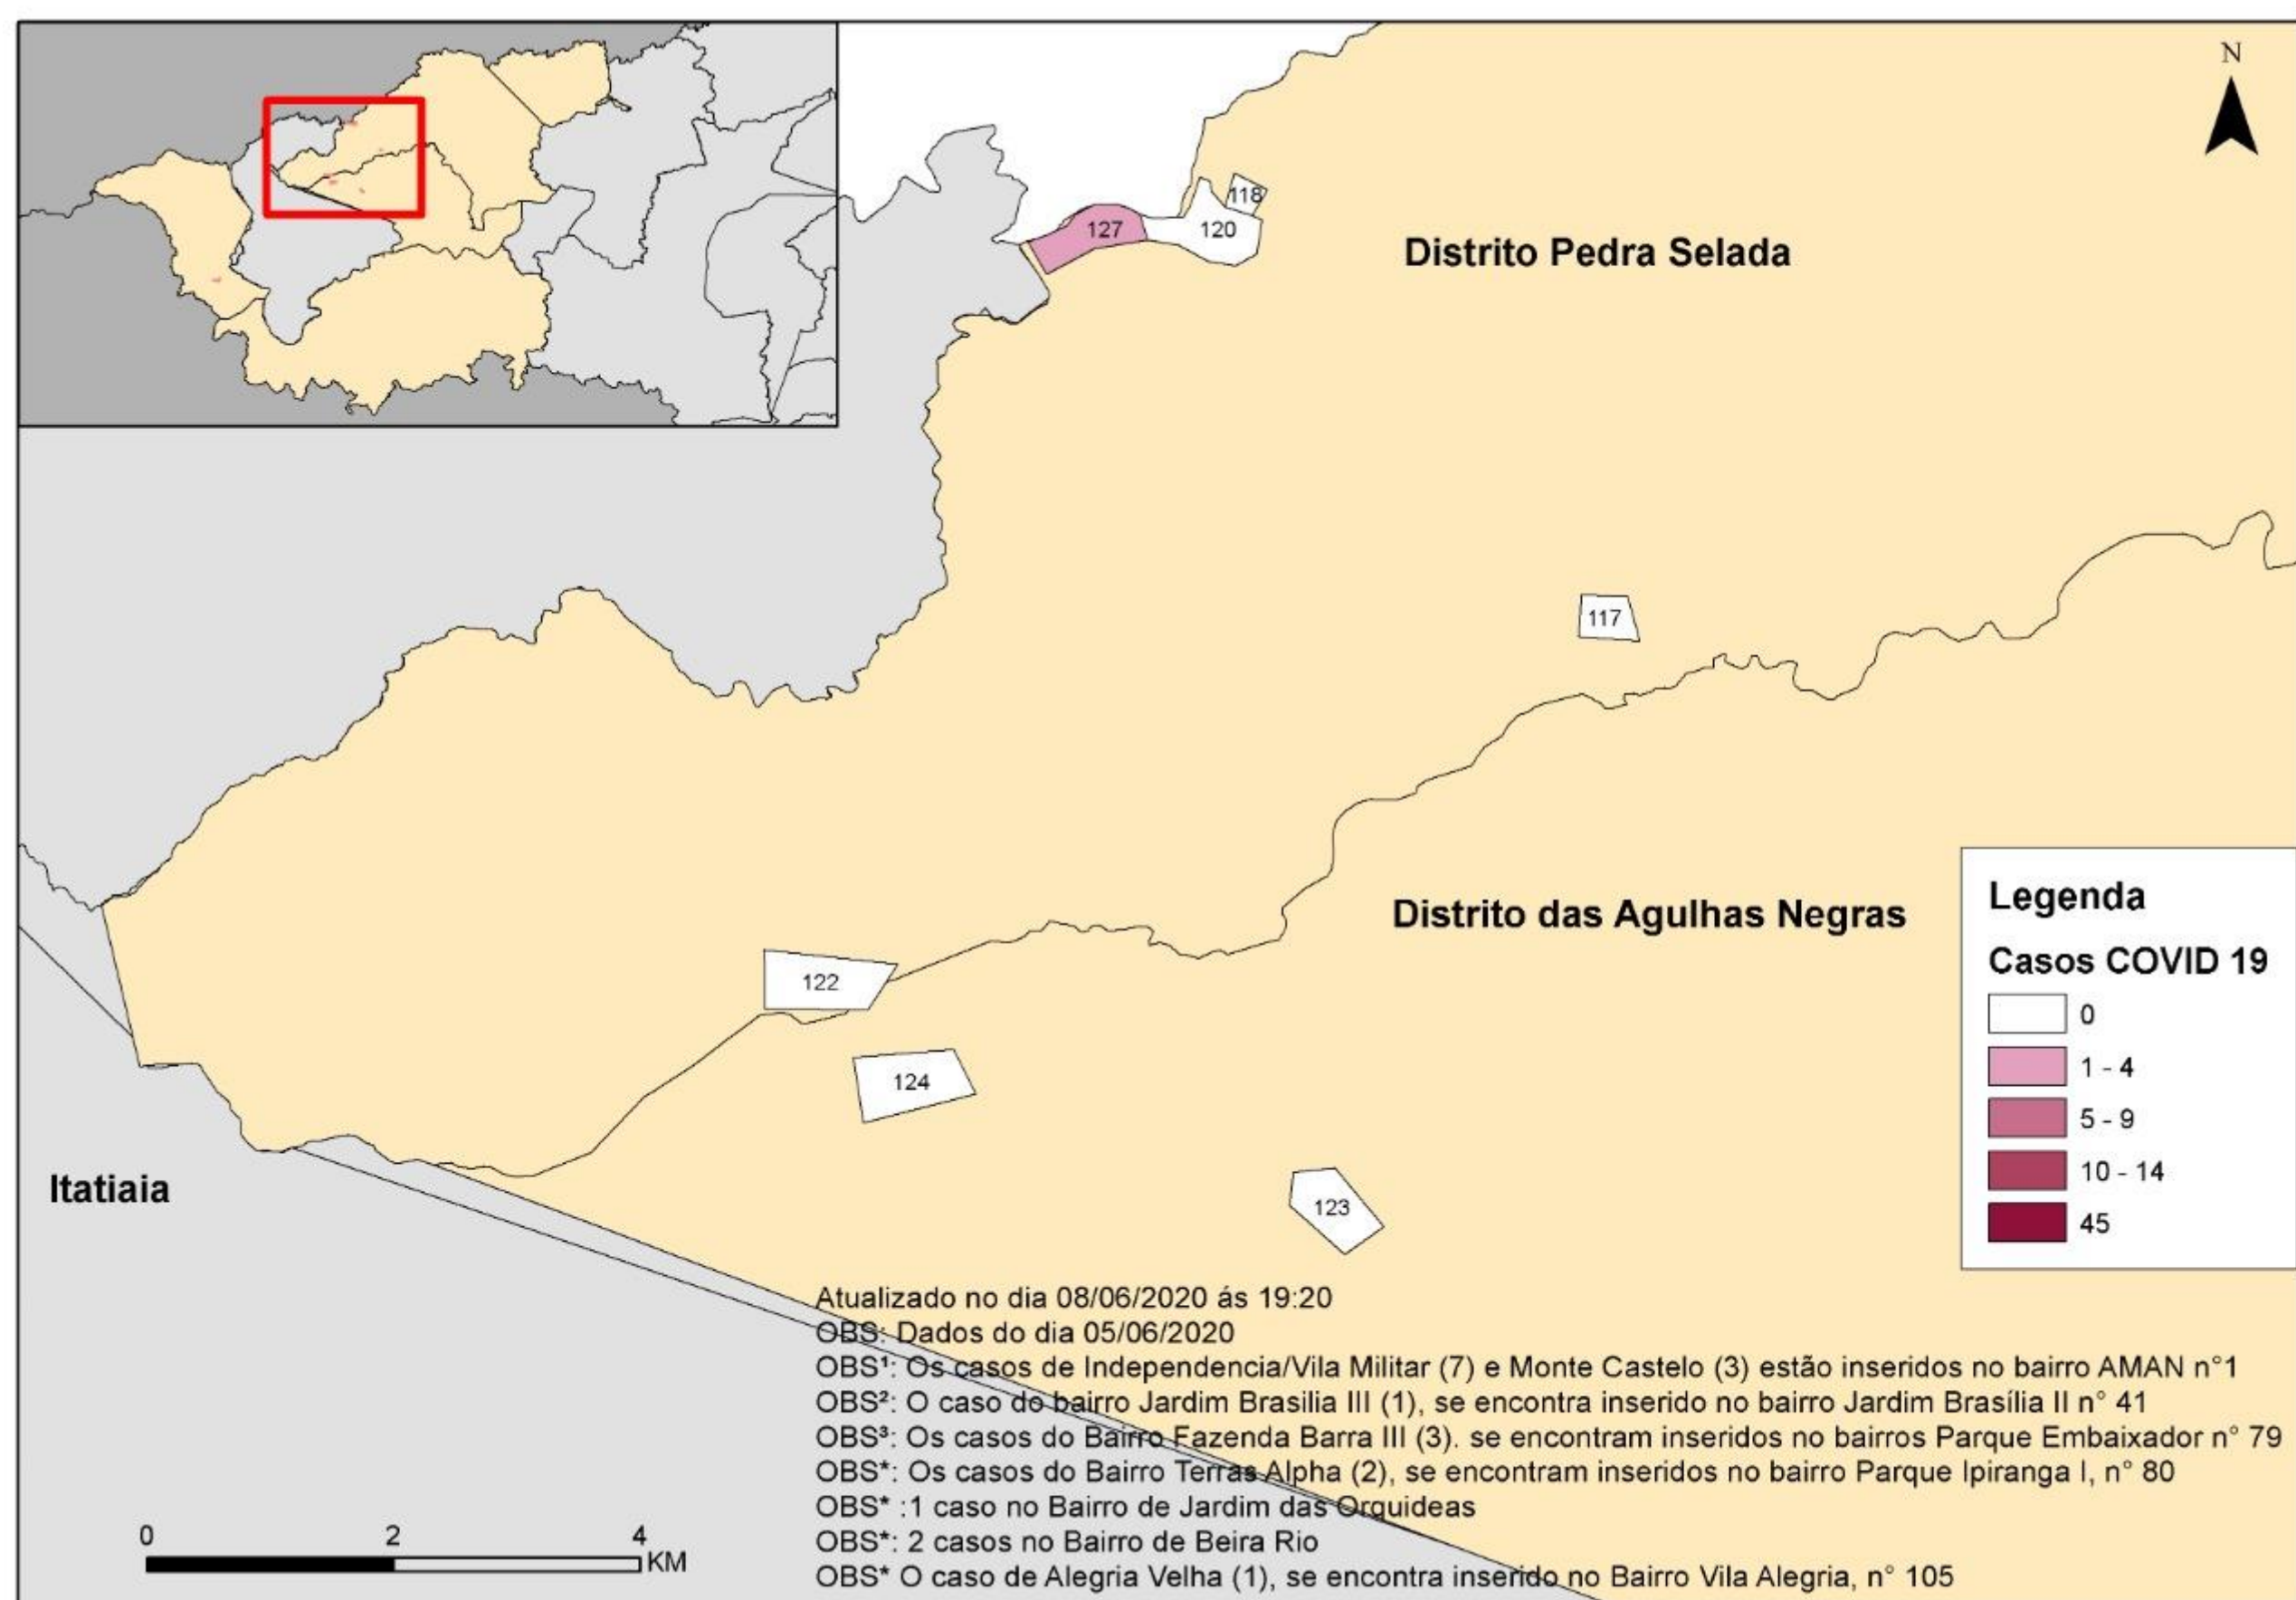 N
118
127
120
Distrito Pedra Selada
117
Distrito das Agulhas Negras
122
124
123
Itatiaia
Legenda
Casos COVID 19
0
1 - 4
5 - 9
10 - 14
45
Atualizado no dia 08/06/2020 ás 19:20
OBS: Dados do dia 05/06/2020
OBS¹: Os casos de Independencia/Vila Militar (7) e Monte Castelo (3) estão inseridos no bairro AMAN n°1
OBS²: O caso do bairro Jardim Brasilia III (1), se encontra inserido no bairro Jardim Brasília II n° 41
OBS³: Os casos do Bairro Fazenda Barra III (3). se encontram inseridos no bairros Parque Embaixador n° 79
OBS*: Os casos do Bairro Terras Alpha (2), se encontram inseridos no bairro Parque Ipiranga I, n° 80
OBS* :1 caso no Bairro de Jardim das Orquideas
OBS*: 2 casos no Bairro de Beira Rio
OBS* O caso de Alegria Velha (1), se encontra inserido no Bairro Vila Alegria, n° 105
0 2 4
KM